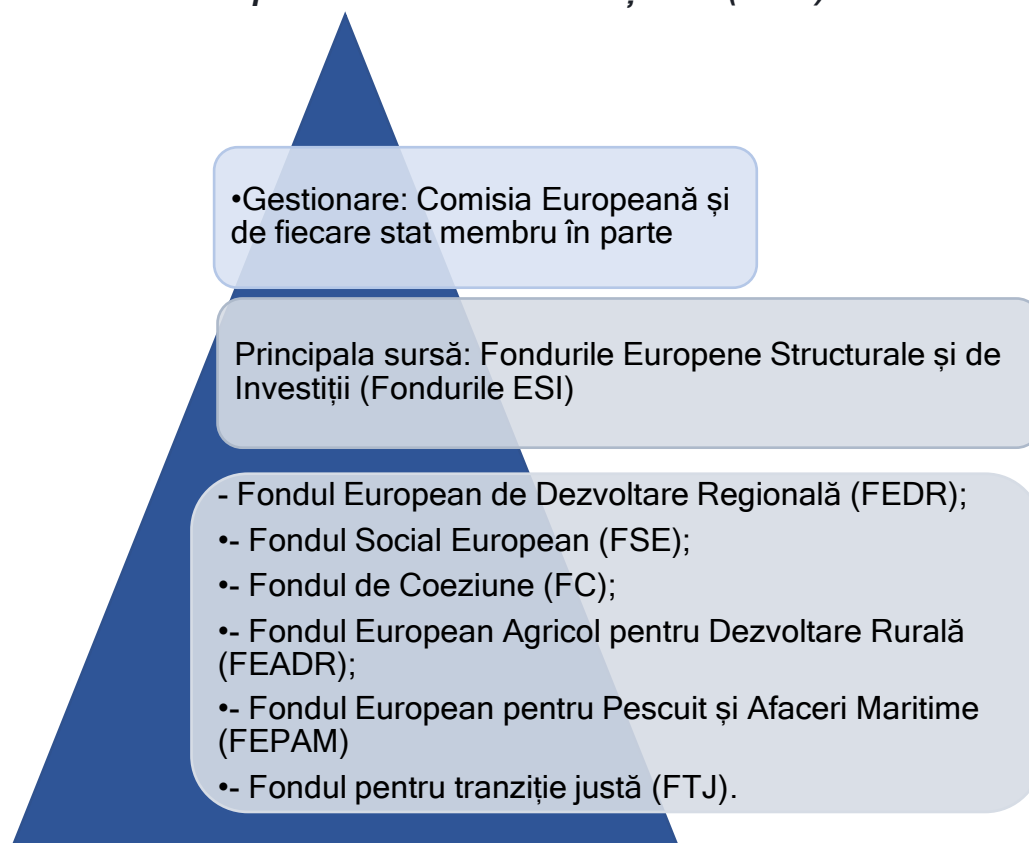 •Gestionare: Comisia Europeană și
de fiecare stat membru în parte
Principala sursă: Fondurile Europene Structurale și de
Investiții (Fondurile ESI)
- Fondul European de Dezvoltare Regională (FEDR);
•- Fondul Social European (FSE);
•- Fondul de Coeziune (FC);
•- Fondul European Agricol pentru Dezvoltare Rurală
(FEADR);
•- Fondul European pentru Pescuit și Afaceri Maritime
(FEPAM)
•- Fondul pentru tranziție justă (FTJ).